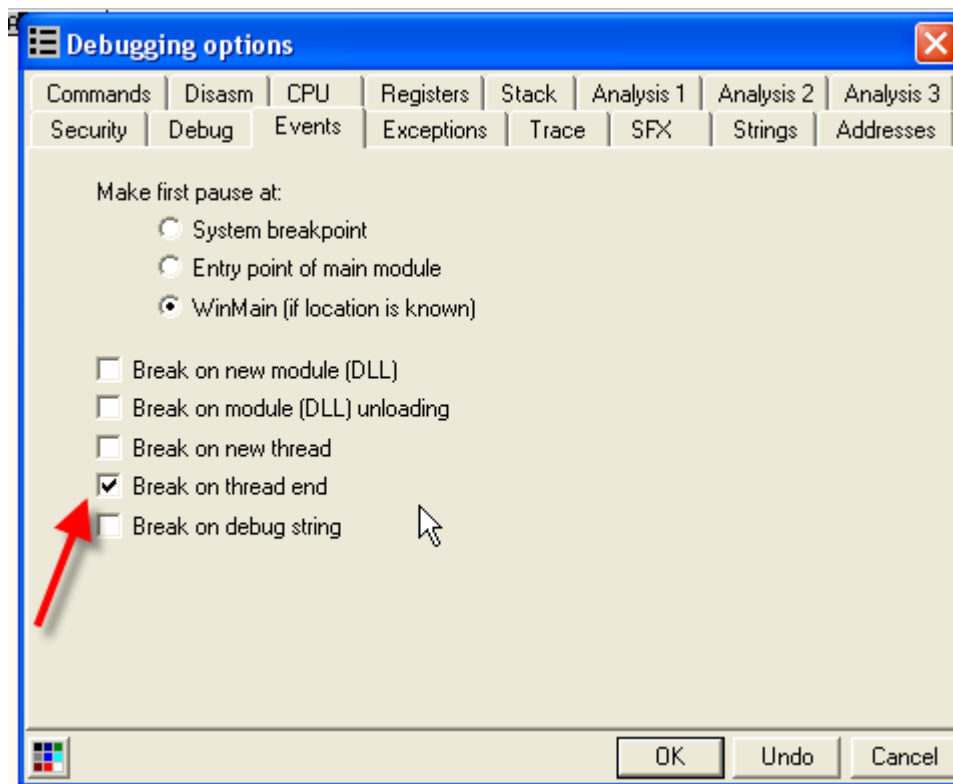 Debugging options
Commands Disasm CPU Registers Stack Analysis 1 Analysis 2 Analysis 3
Security Debug Events Exceptions Trace SFX Strings Addresses
Make first pause at:
System breakpoint
Entry point of main module
WinMain (if location is known)
Break on new module (DLL)
Break on module (DLL) unloading
Break on new thread
Break on thread end
Break on debug string
OK Undo Cancel